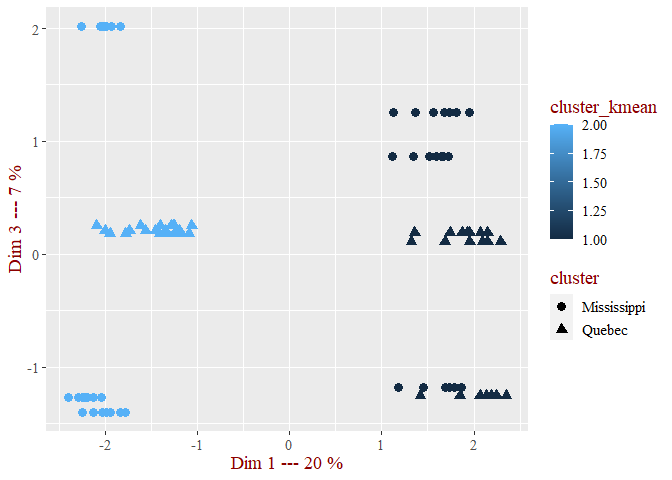 2
1
0
-1
-2
-1
0
1
2
Dim 1 --- 20 %
Dim 3 --- 7 %
cluster_kmean
2.00
1.75
1.50
1.25
1.00
cluster
Mississippi
Quebec